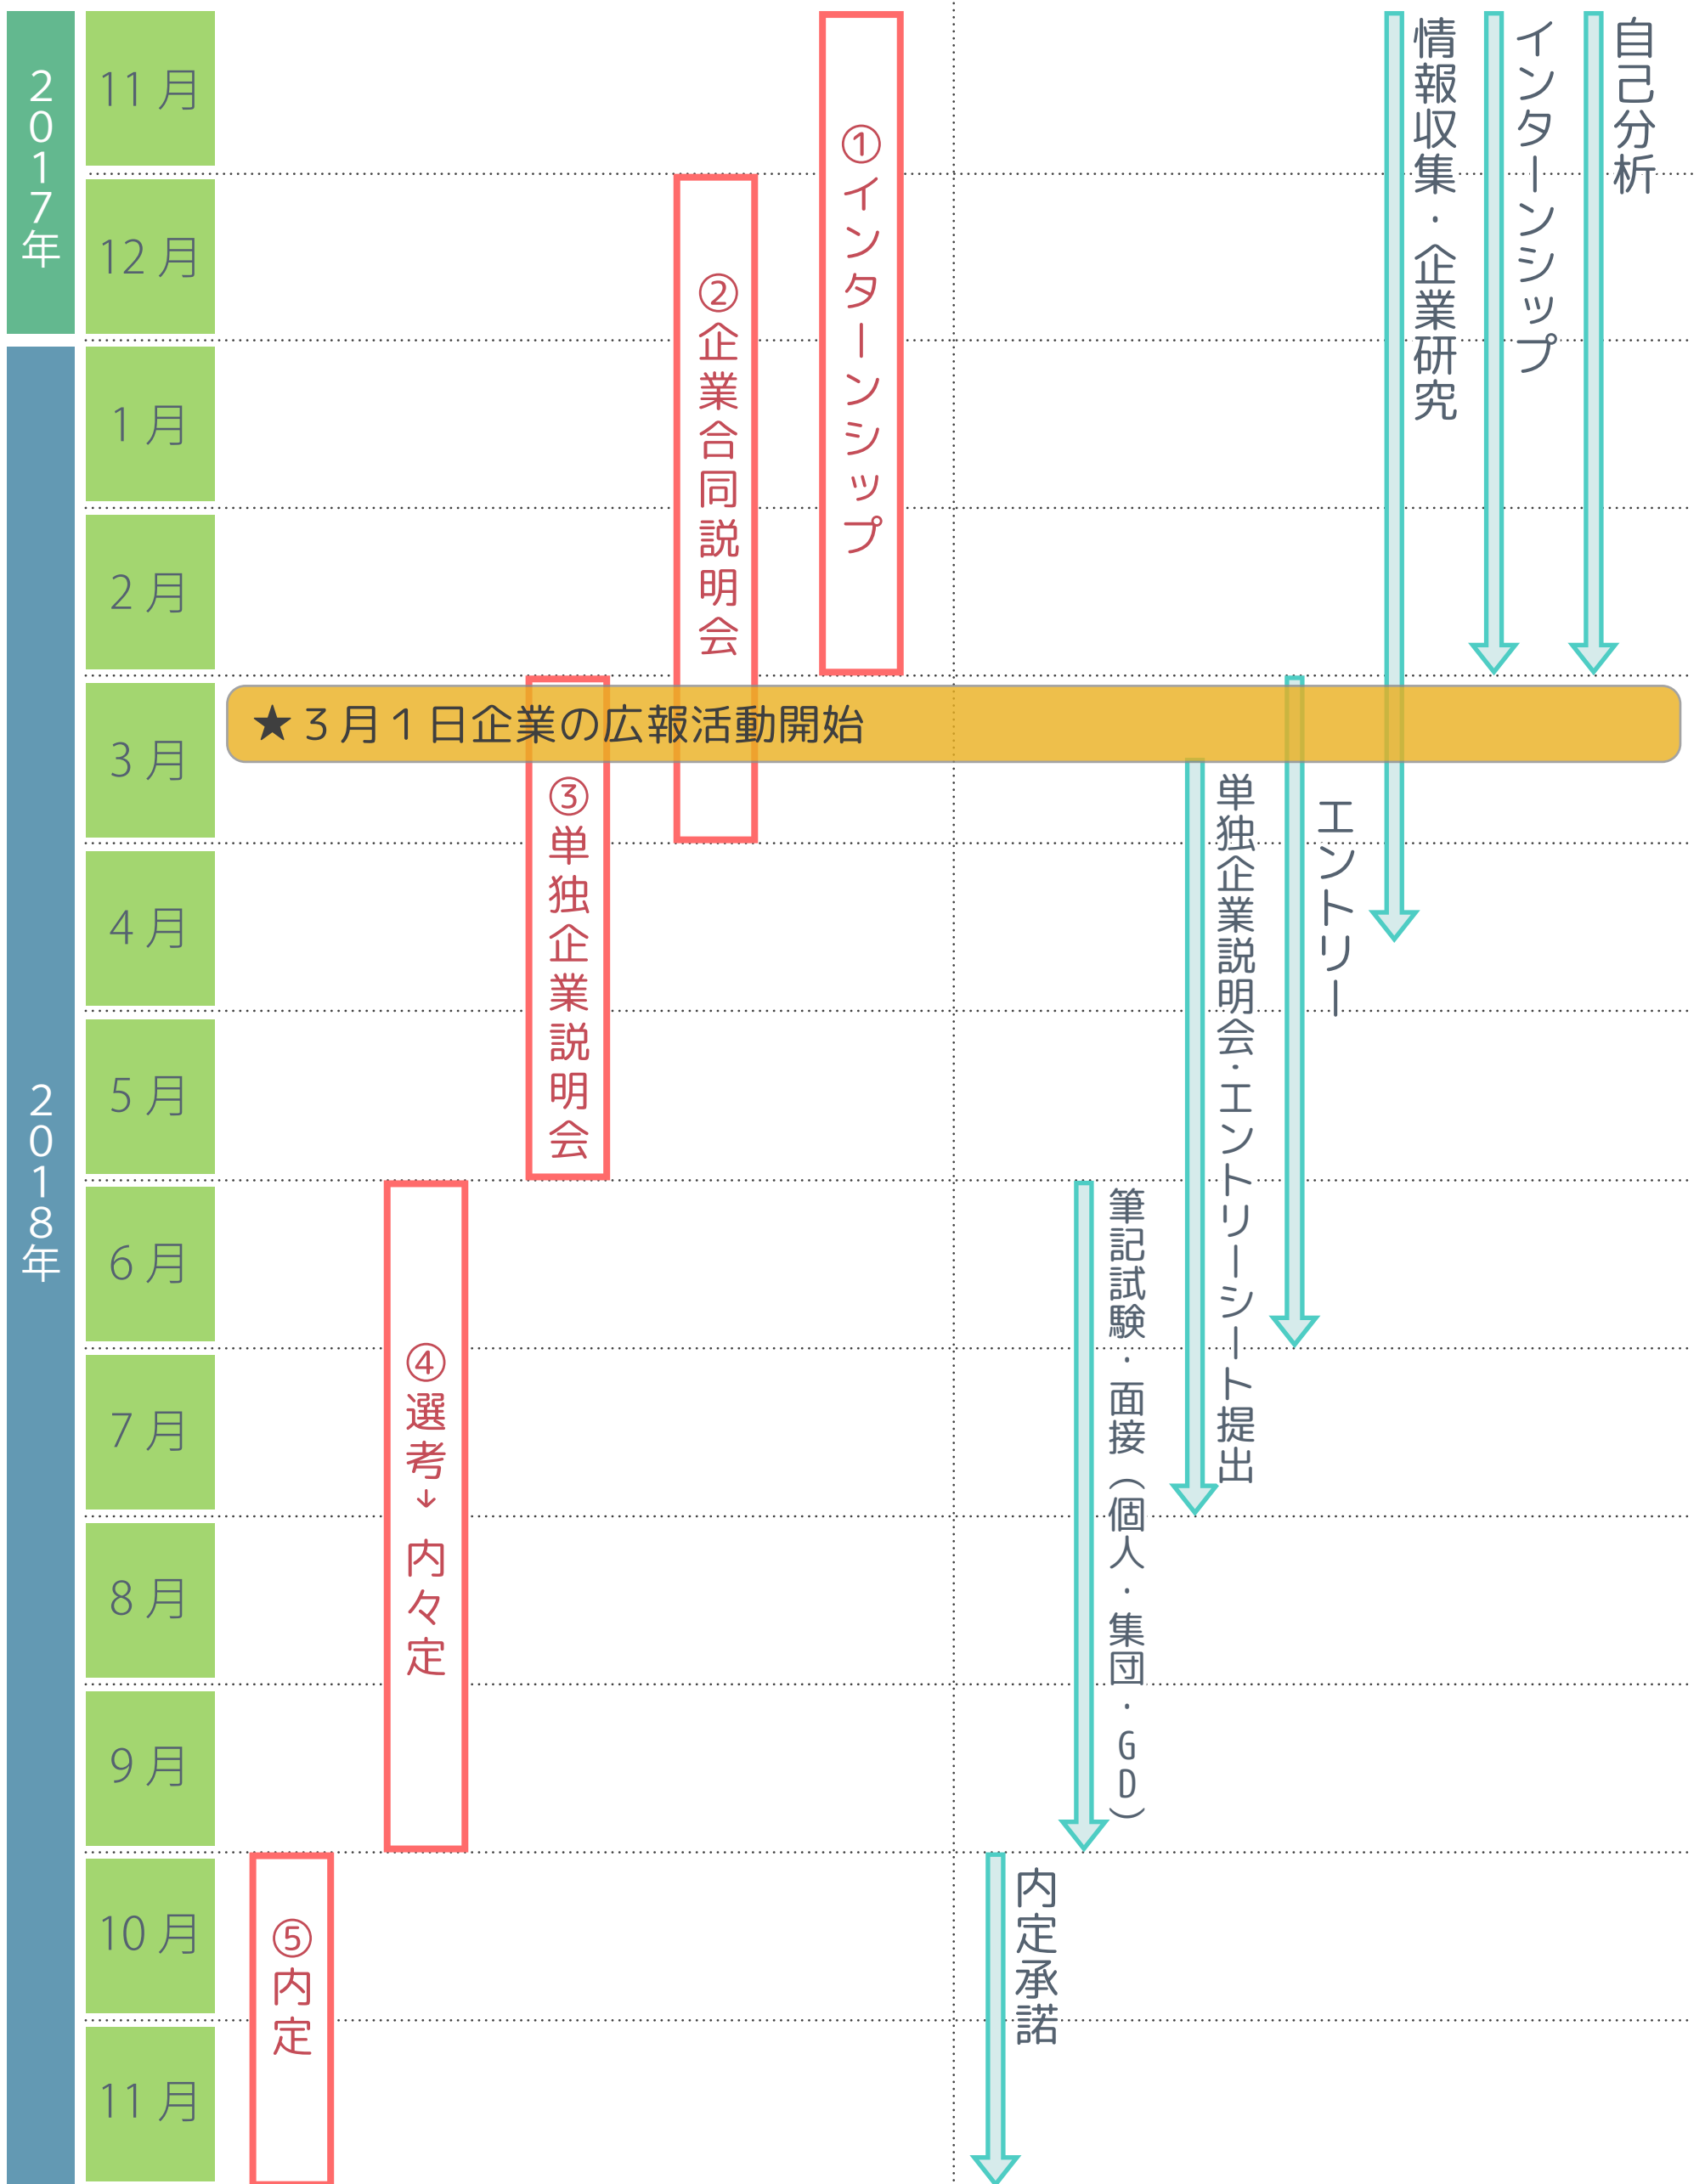 2017年
11月
12月
2018年
1月
2月
3月
4月
5月
6月
7月
8月
9月
10月
11月
①インターンシップ
②企業合同説明会
★3月1日企業の広報活動開始
③単独企業説明会
④選考→内々定
⑤内定
自己分析
インターンシップ
情報収集・企業研究
エントリー
単独企業説明会・エントリーシート提出
筆記試験・面接(個人・集団・GD)
内定承諾